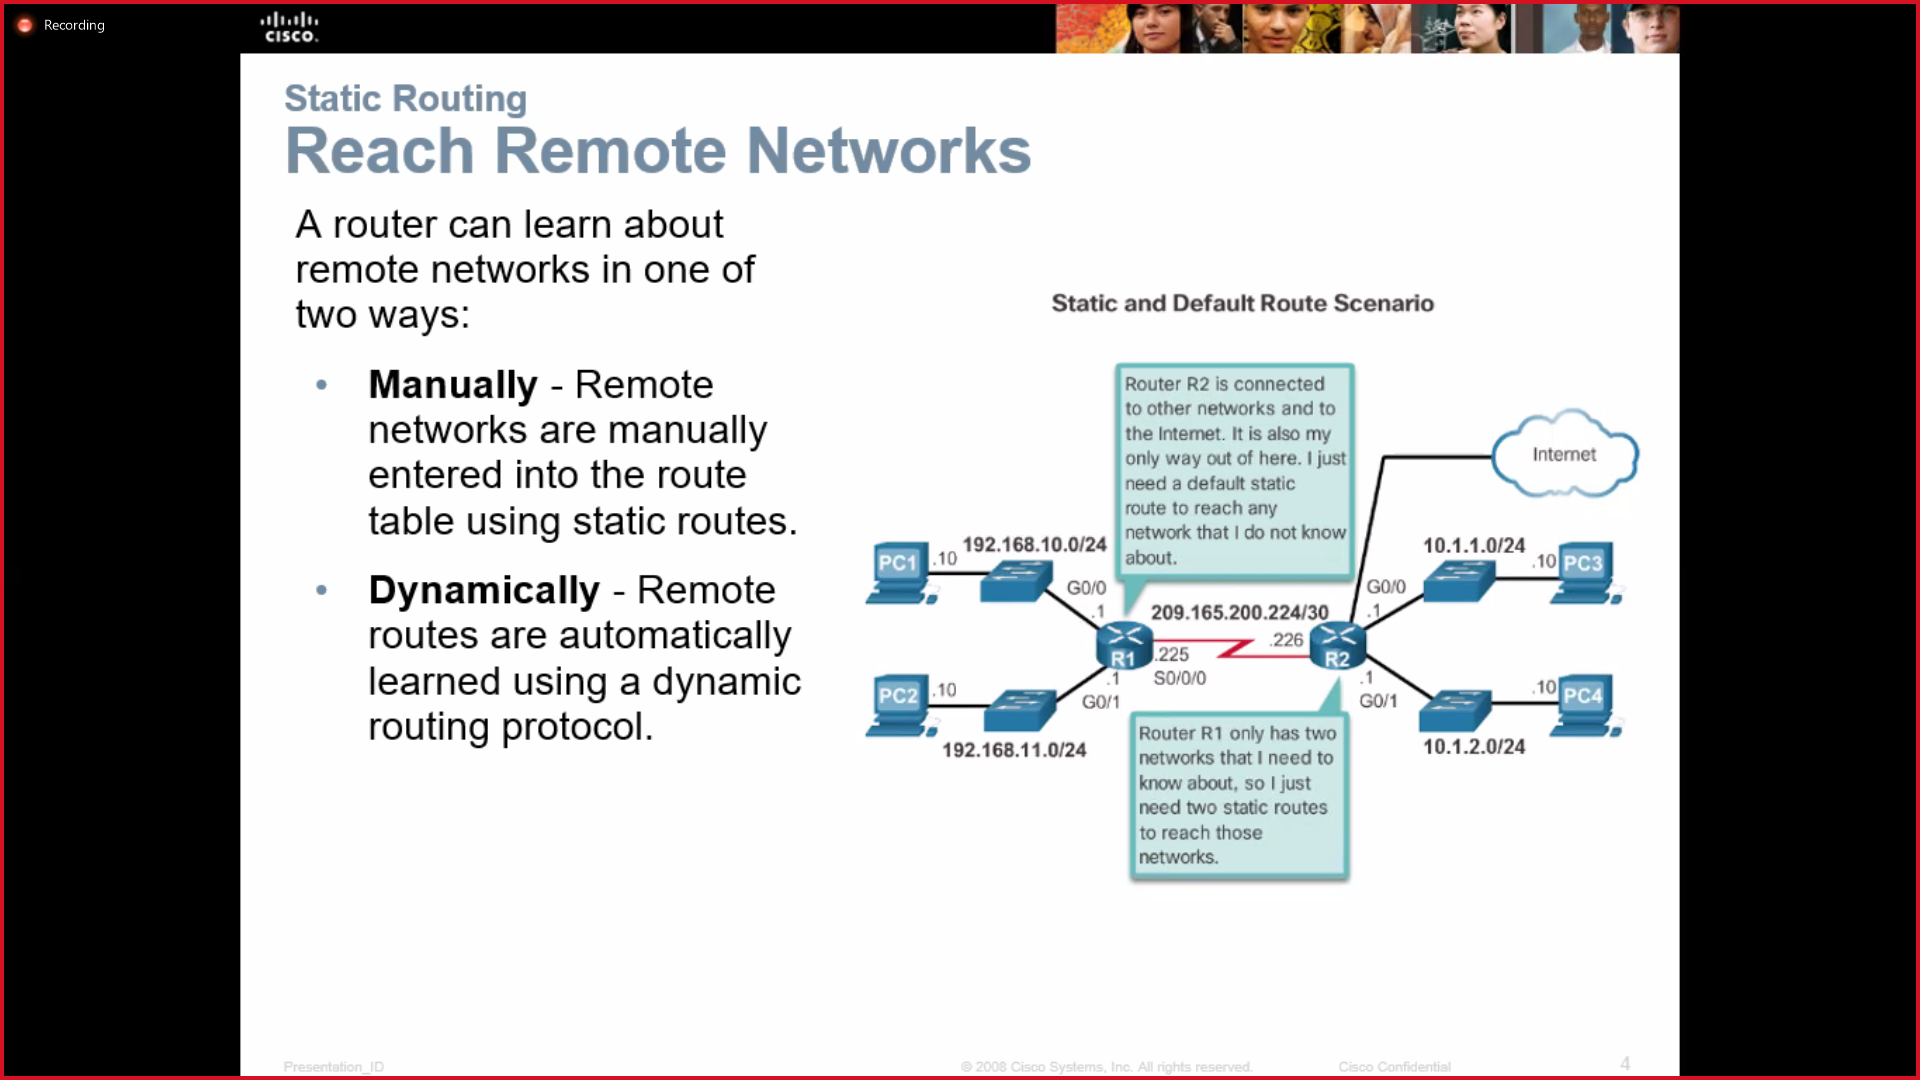 Recording
CISCO.
Static Routing
Reach Remote Networks
A router can learn about
remote networks in one of
two ways:
• Manually - Remote
networks are manually
entered into the route
table using static routes.
• Dynamically - Remote
routes are automatically
learned using a dynamic
routing protocol.
Static and Default Route Scenario
Router R2 is connected
to other networks and to
the Internet. It is also my
only way out of here. I just
need a default static
route to reach any
network that I do not know
about.
Internet
PC1
.10
192.168.10.0/24
G0/0
.1
209.165.200.224/30
R1
.225
S0/0/0
.226
R2
.1
G0/1
PC2
.10
192.168.11.0/24
10.1.1.0/24
G0/0
.1
.10
PC3
.1
G0/1
.10
PC4
10.1.2.0/24
Router R1 only has two
networks that I need to
know about, so I just
need two static routes
to reach those
networks.
Presentation_ID
© 2008 Cisco Systems, Inc. All rights reserved.
Cisco Confidential
4